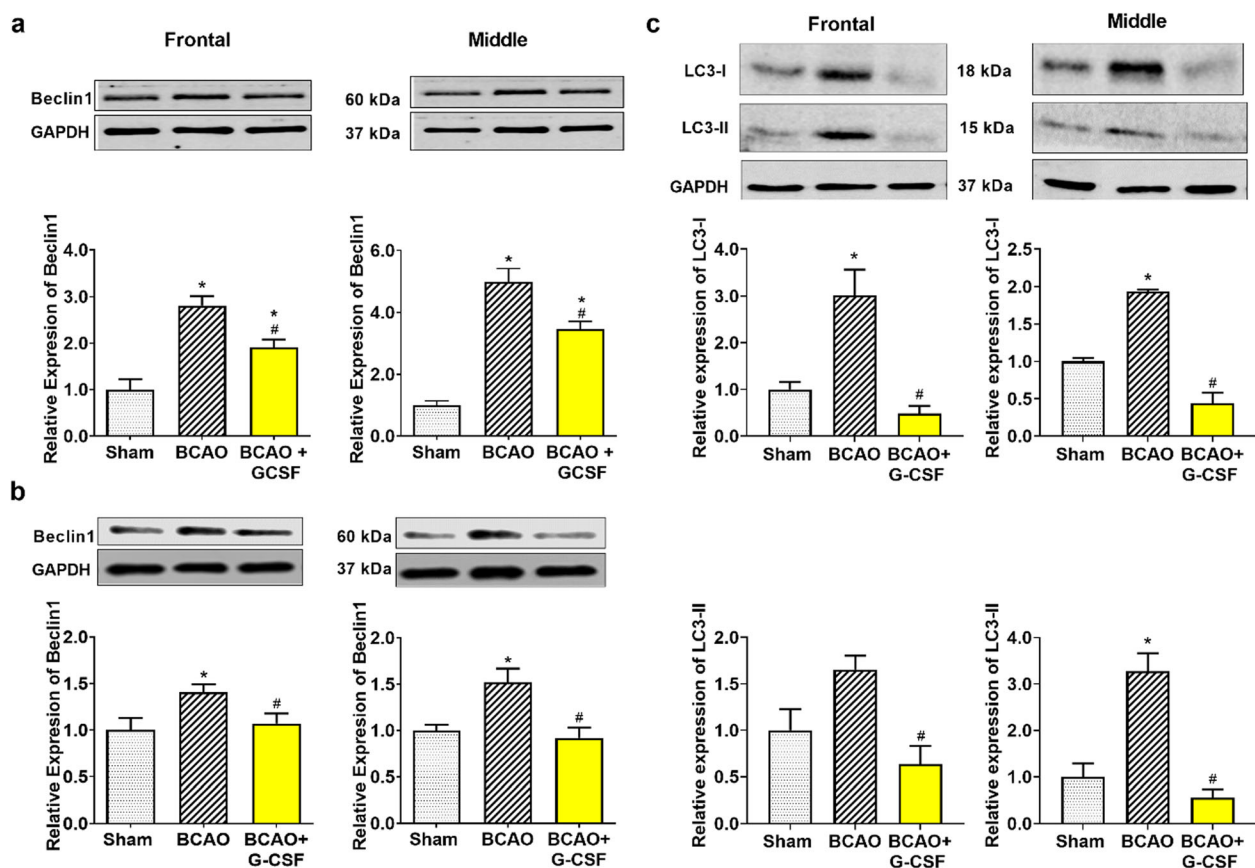 a
Frontal
Middle
Beclin1
60 kDa
GAPDH
37 kDa
Relative Expression of Beclin1
4.0
3.0
2.0
1.0
0.0
*
*
#
Sham
BCAO
BCAO +
GCSF
Relative Expression of Beclin1
6.0
4.0
2.0
0.0
*
*
#
Sham
BCAO
BCAO +
GCSF
b
Beclin1
60 kDa
GAPDH
37 kDa
Relative Expression of Beclin1
2.0
1.5
1.0
0.5
0.0
*
#
Sham
BCAO
BCAO+
G-CSF
Relative Expression of Beclin1
2.0
1.5
1.0
0.5
0.0
*
#
Sham
BCAO
BCAO+
G-CSF
c
Frontal
Middle
LC3-I
18 kDa
LC3-II
15 kDa
GAPDH
37 kDa
Relative expression of LC3-I
4.0
3.0
2.0
1.0
0.0
*
#
Sham
BCAO
BCAO+
G-CSF
Relative expression of LC3-I
2.5
2.0
1.5
1.0
0.5
0.0
*
#
Sham
BCAO
BCAO+
G-CSF
Relative expression of LC3-II
2.0
1.5
1.0
0.5
0.0
#
Sham
BCAO
BCAO+
G-CSF
Relative expression of LC3-II
4.0
3.0
2.0
1.0
0.0
*
#
Sham
BCAO
BCAO+
G-CSF